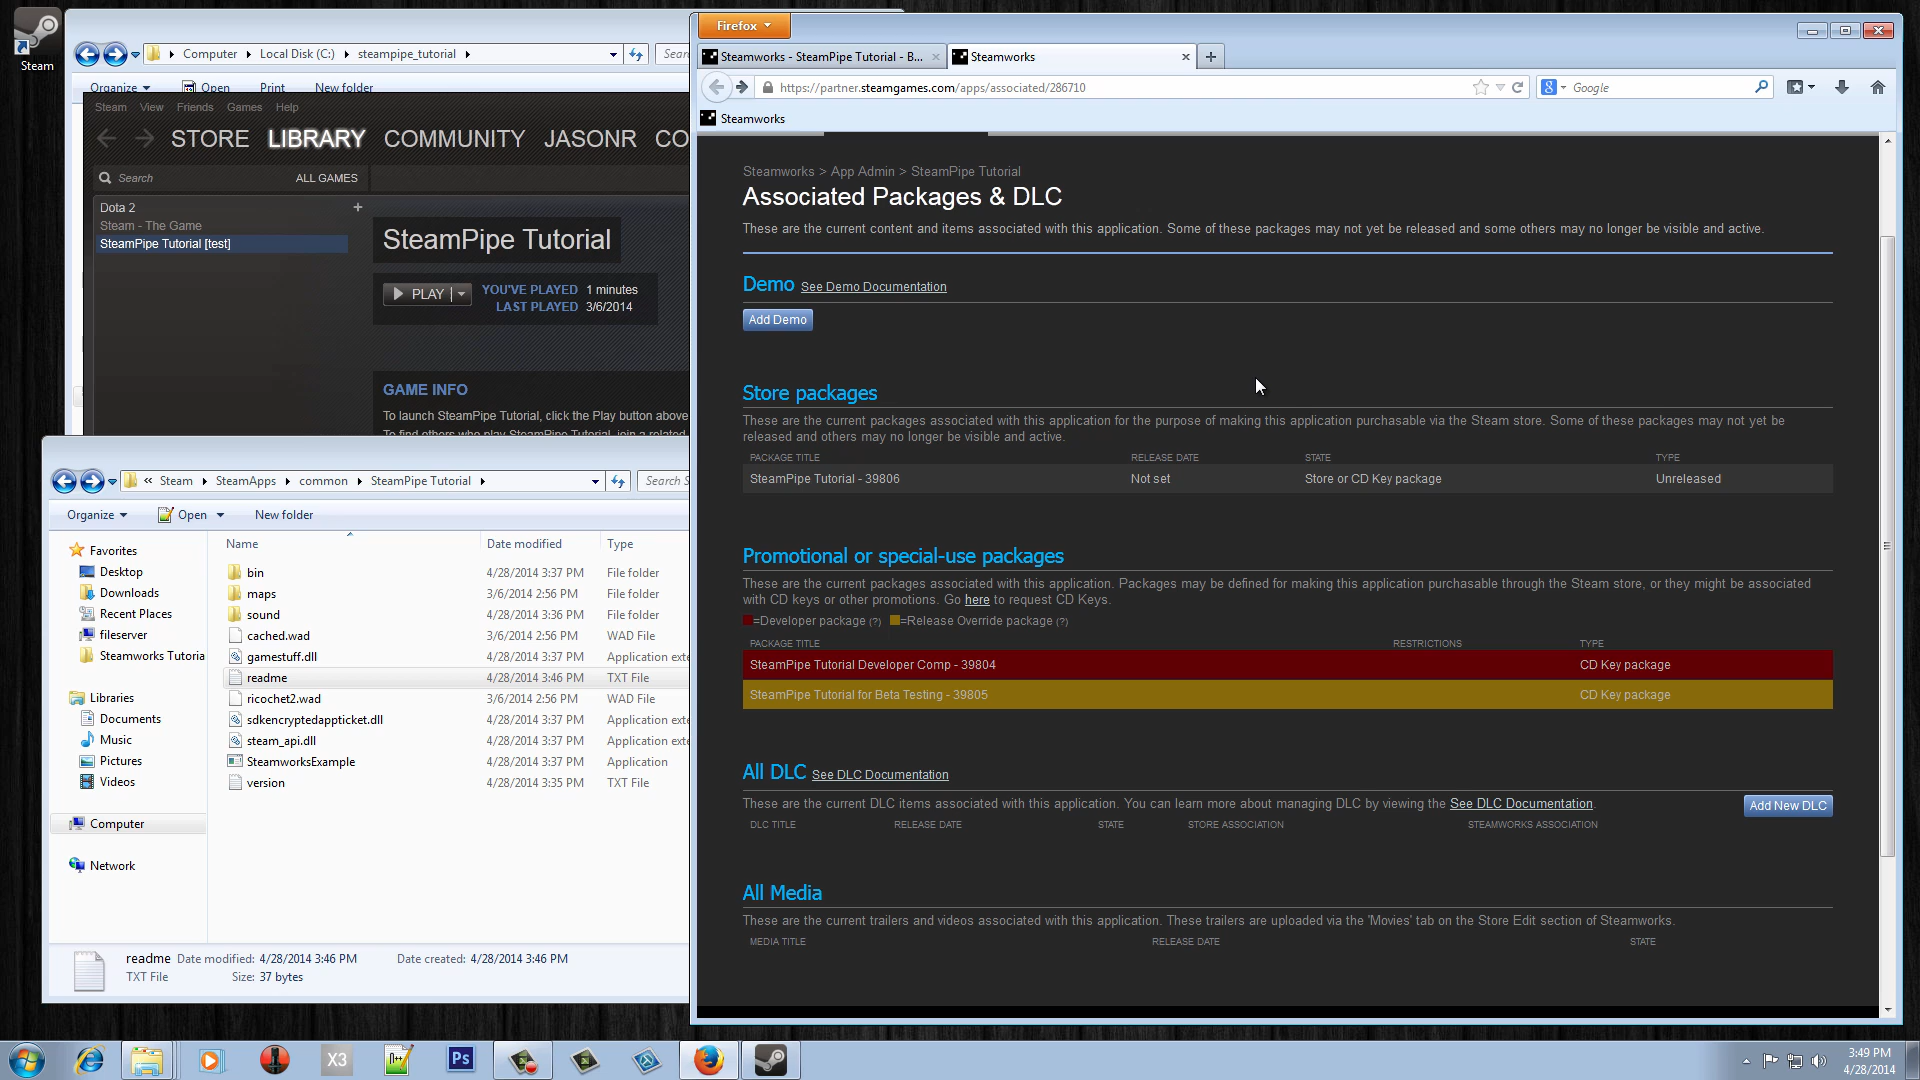 Steam
Computer
Local Disk (C:)
steampipe_tutorial
Organize
Open
Print
New folder
Steam View Friends Games Help
STORE LIBRARY COMMUNITY JASONR CO
Search
ALL GAMES
Dota 2
+
Steam - The Game
SteamPipe Tutorial [test]
SteamPipe Tutorial
PLAY
YOU'VE PLAYED 1 minutes
LAST PLAYED 3/6/2014
GAME INFO
To launch SteamPipe Tutorial, click the Play button above
« Steam SteamApps common SteamPipe Tutorial
Search S
Organize Open New folder
Name Date modified Type
Favorites
Desktop
Downloads
Recent Places
fileserver
Steamworks Tutoria
Libraries
Documents
Music
Pictures
Videos
Computer
Network
bin 4/28/2014 3:37 PM File folder
maps 3/6/2014 2:56 PM File folder
sound 4/28/2014 3:36 PM File folder
cached.wad 3/6/2014 2:56 PM WAD File
gamestuff.dll 4/28/2014 3:37 PM Application exte
readme 4/28/2014 3:46 PM TXT File
ricochet2.wad 3/6/2014 2:56 PM WAD File
sdkencryptedappticket.dll 4/28/2014 3:37 PM Application exte
steam_api.dll 4/28/2014 3:37 PM Application exte
SteamworksExample 4/28/2014 3:37 PM Application
version 4/28/2014 3:35 PM TXT File
readme Date modified: 4/28/2014 3:46 PM Date created: 4/28/2014 3:46 PM
TXT File Size: 37 bytes
Firefox
Steamworks - SteamPipe Tutorial - B...
Steamworks
https://partner.steamgames.com/apps/associated/286710
Google
Steamworks
Steamworks > App Admin > SteamPipe Tutorial
Associated Packages & DLC
These are the current content and items associated with this application. Some of these packages may not yet be released and some others may no longer be visible and active.
Demo See Demo Documentation
Add Demo
Store packages
These are the current packages associated with this application for the purpose of making this application purchasable via the Steam store. Some of these packages may not yet be
released and others may no longer be visible and active.
PACKAGE TITLE RELEASE DATE STATE TYPE
SteamPipe Tutorial - 39806 Not set Store or CD Key package Unreleased
Promotional or special-use packages
These are the current packages associated with this application. Packages may be defined for making this application purchasable through the Steam store, or they might be associated
with CD keys or other promotions. Go here to request CD Keys.
=Developer package (?) =Release Override package (?)
PACKAGE TITLE RESTRICTIONS TYPE
SteamPipe Tutorial Developer Comp - 39804 CD Key package
SteamPipe Tutorial for Beta Testing - 39805 CD Key package
All DLC See DLC Documentation
These are the current DLC items associated with this application. You can learn more about managing DLC by viewing the See DLC Documentation.
Add New DLC
DLC TITLE RELEASE DATE STATE STORE ASSOCIATION STEAMWORKS ASSOCIATION
All Media
These are the current trailers and videos associated with this application. These trailers are uploaded via the 'Movies' tab on the Store Edit section of Steamworks.
MEDIA TITLE RELEASE DATE STATE
X3
Ps
3:49 PM
4/28/2014